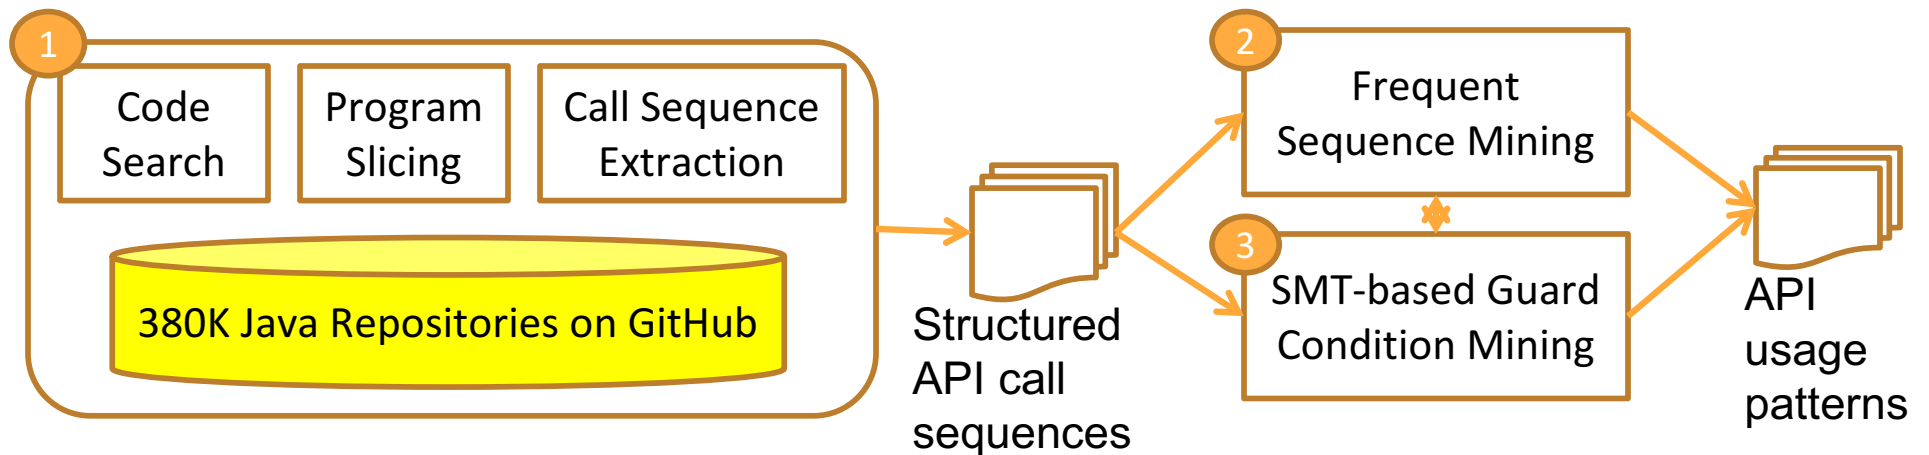 1
Code
Search
Program
Slicing
Call Sequence
Extraction
380K Java Repositories on GitHub
Structured
API call
sequences
2
Frequent
Sequence Mining
3
SMT-based Guard
Condition Mining
API
usage
patterns